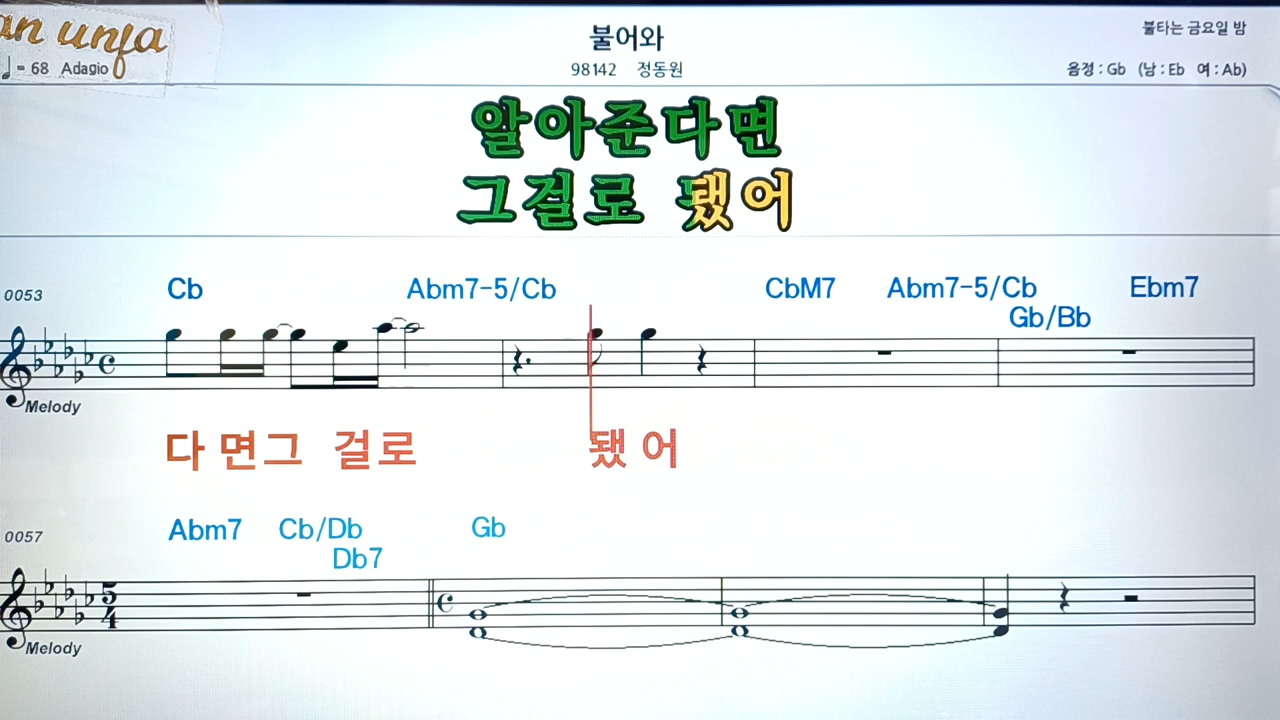 an unfa
♩= 68 Adagio
불어와
98142 정동원
불타는 금요일 밤
음정 : Gb (남 : Eb 여 : Ab)
알아준다면
그걸로 됐어
0053
Cb Abm7-5/Cb CbM7 Abm7-5/Cb Ebm7
Gb/Bb
Melody
다 면그 걸로 됐 어
0057
Abm7 Cb/Db Gb
Db7
5
4
Melody